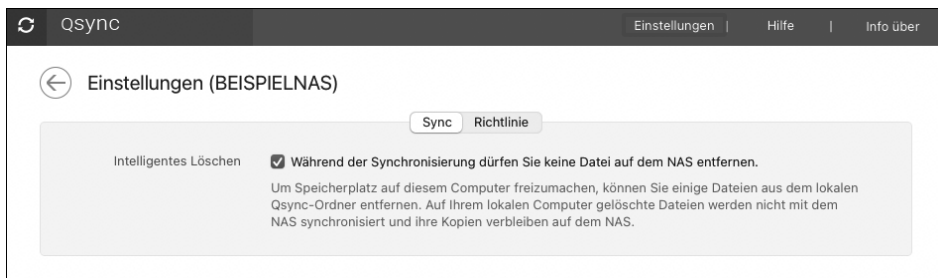 Qsync
Einstellungen | Hilfe | Info über
Einstellungen (BEISPIELNAS)
Sync Richtlinie
Intelligentes Löschen Während der Synchronisierung dürfen Sie keine Datei auf dem NAS entfernen.
Um Speicherplatz auf diesem Computer freizumachen, können Sie einige Dateien aus dem lokalen
Qsync-Ordner entfernen. Auf Ihrem lokalen Computer gelöschte Dateien werden nicht mit dem
NAS synchronisiert und ihre Kopien verbleiben auf dem NAS.